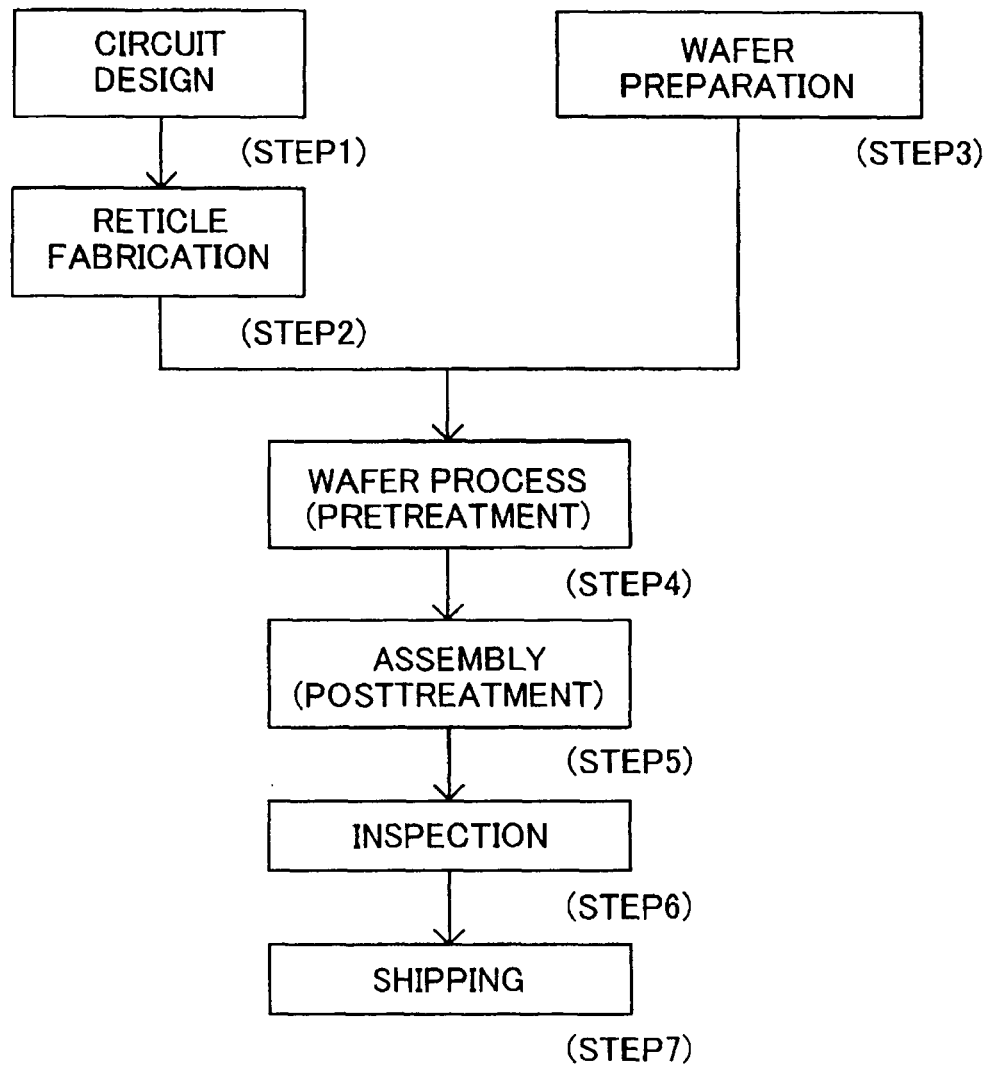 CIRCUIT
DESIGN
(STEP1)
WAFER
PREPARATION
(STEP3)
RETICLE
FABRICATION
(STEP2)
WAFER PROCESS
(PRETREATMENT)
(STEP4)
ASSEMBLY
(POSTTREATMENT)
(STEP5)
INSPECTION
(STEP6)
SHIPPING
(STEP7)